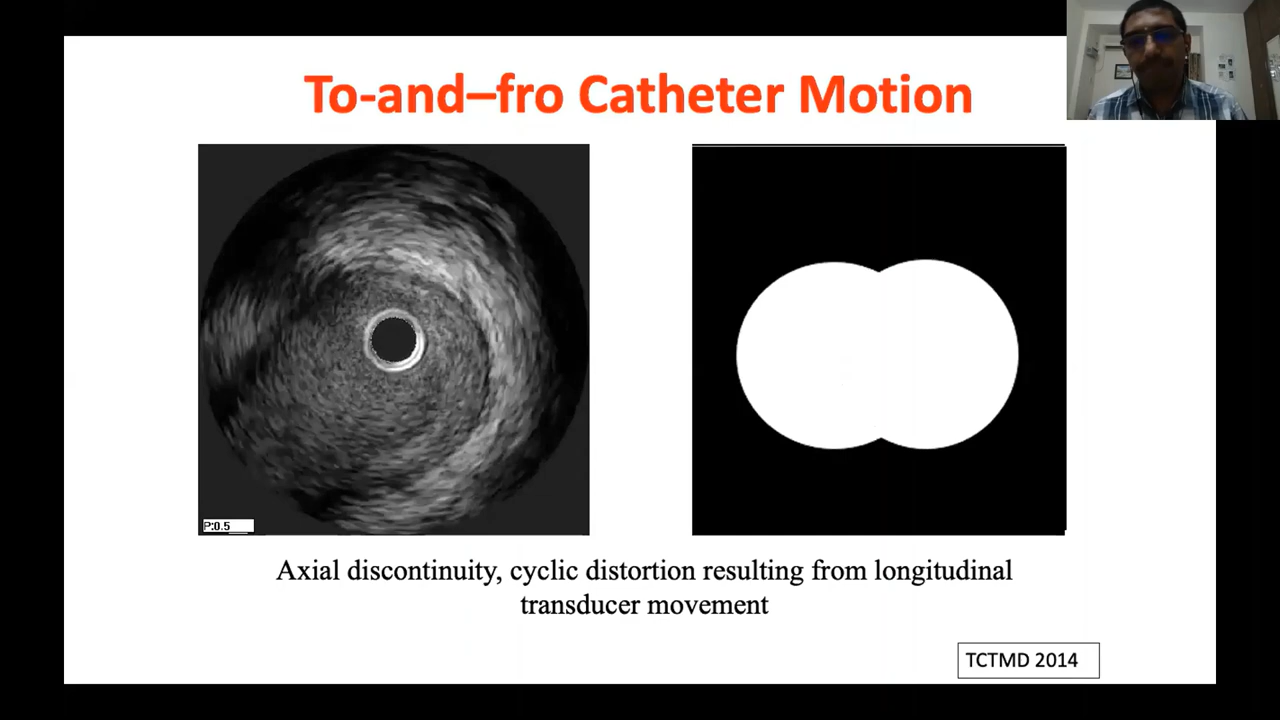 To-and–fro Catheter Motion
P:0.5
Axial discontinuity, cyclic distortion resulting from longitudinal
transducer movement
TCTMD 2014